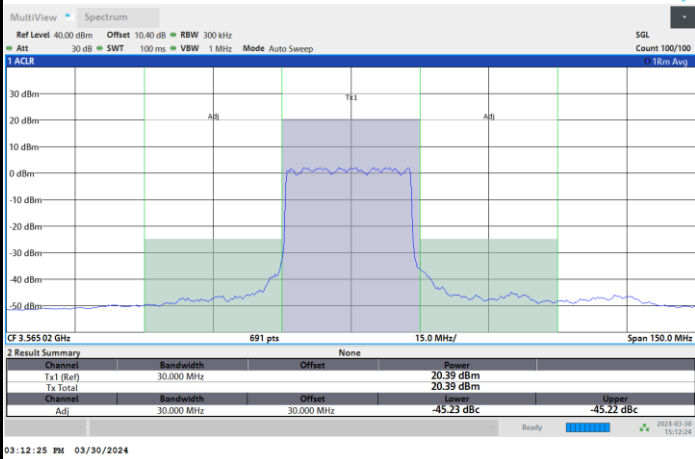 MultiView Spectrum
Ref Level 40.00 dBm Offset 10.40 dB RBW 300 kHz SGL
Att 30 dB SWT 100 ms VBW 1 MHz Mode Auto Sweep Count 100/100
1 ACLR 1Rm Avg
30 dBm
Tx1
20 dBm Adj Adj
10 dBm
0 dBm
-10 dBm
-20 dBm
-30 dBm
-40 dBm
-50 dBm
CF 3.565 02 GHz 691 pts 15.0 MHz/ Span 150.0 MHz
2 Result Summary None
Channel Bandwidth Offset Power
Tx1 (Ref) 30.000 MHz 20.39 dBm
Tx Total 20.39 dBm
Channel Bandwidth Offset Lower Upper
Adj 30.000 MHz 30.000 MHz -45.23 dBc -45.22 dBc
Ready 2024-03-30
15:12:24
03:12:25 PM 03/30/2024